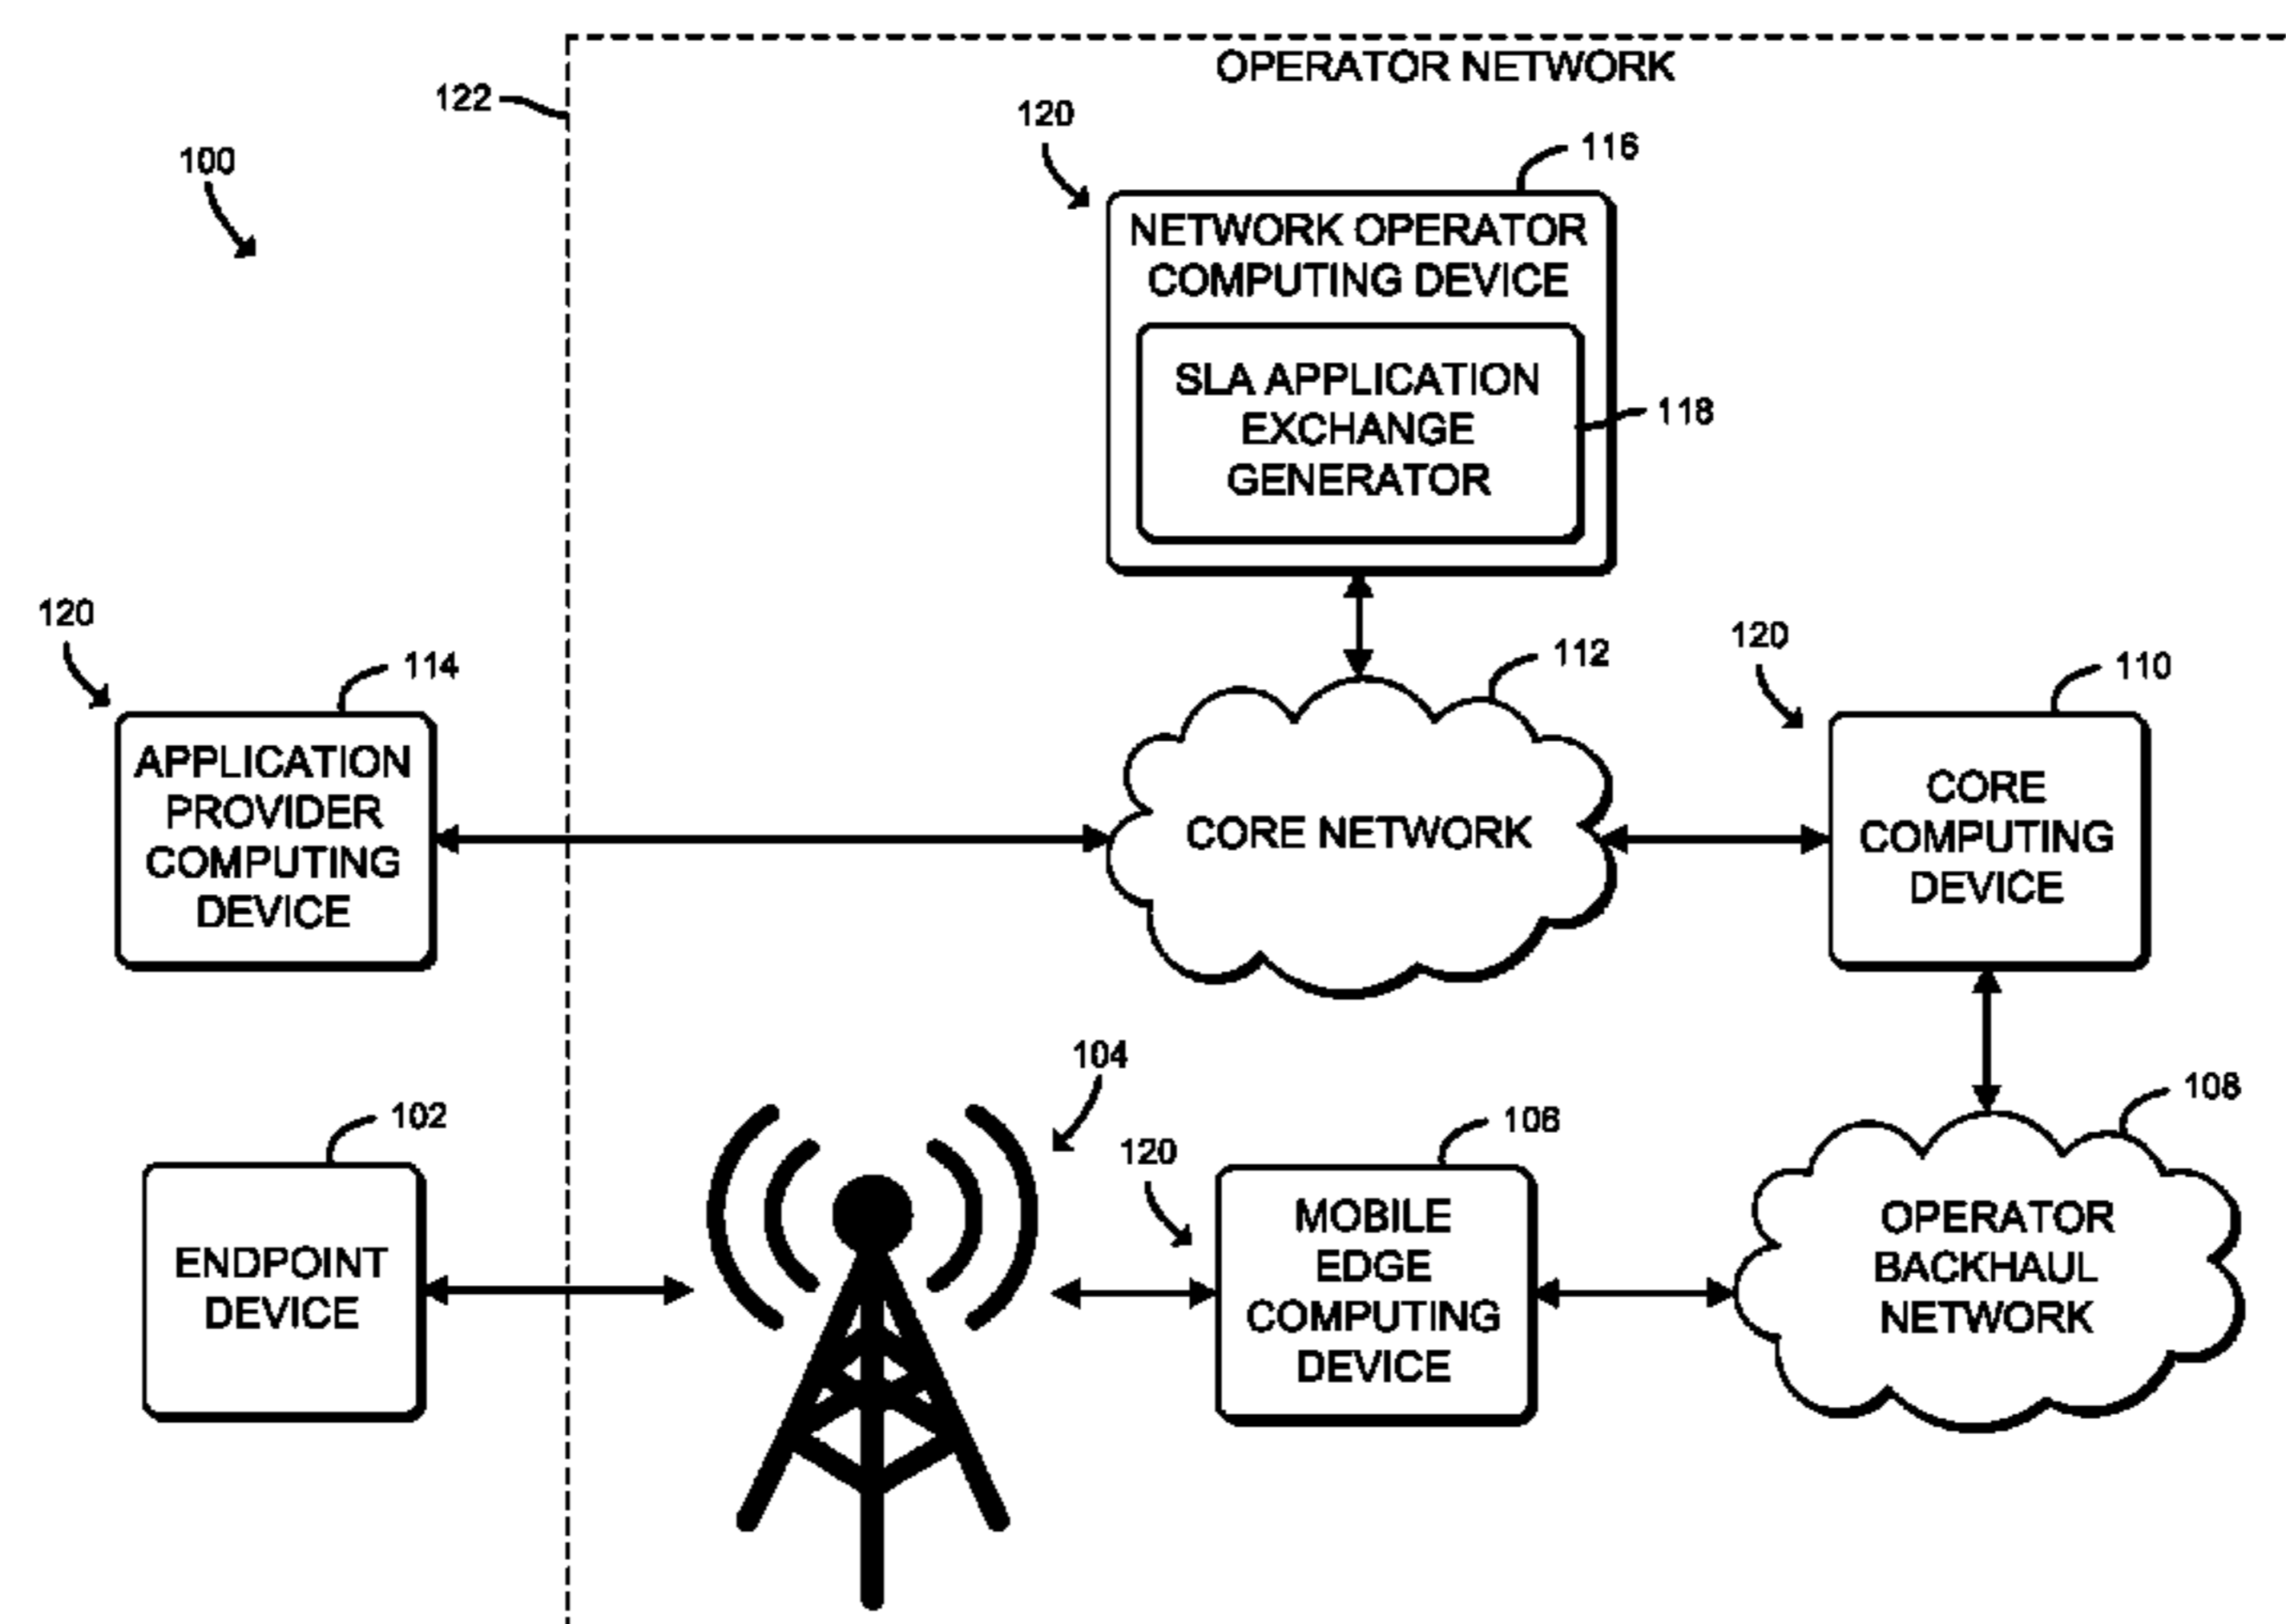 OPERATOR NETWORK
122
120
116
100
NETWORK OPERATOR
COMPUTING DEVICE
SLA APPLICATION
EXCHANGE
GENERATOR
118
120
114
112
120
110
APPLICATION
PROVIDER
COMPUTING
DEVICE
CORE NETWORK
CORE
COMPUTING
DEVICE
104
102
120
106
108
ENDPOINT
DEVICE
MOBILE
EDGE
COMPUTING
DEVICE
OPERATOR
BACKHAUL
NETWORK